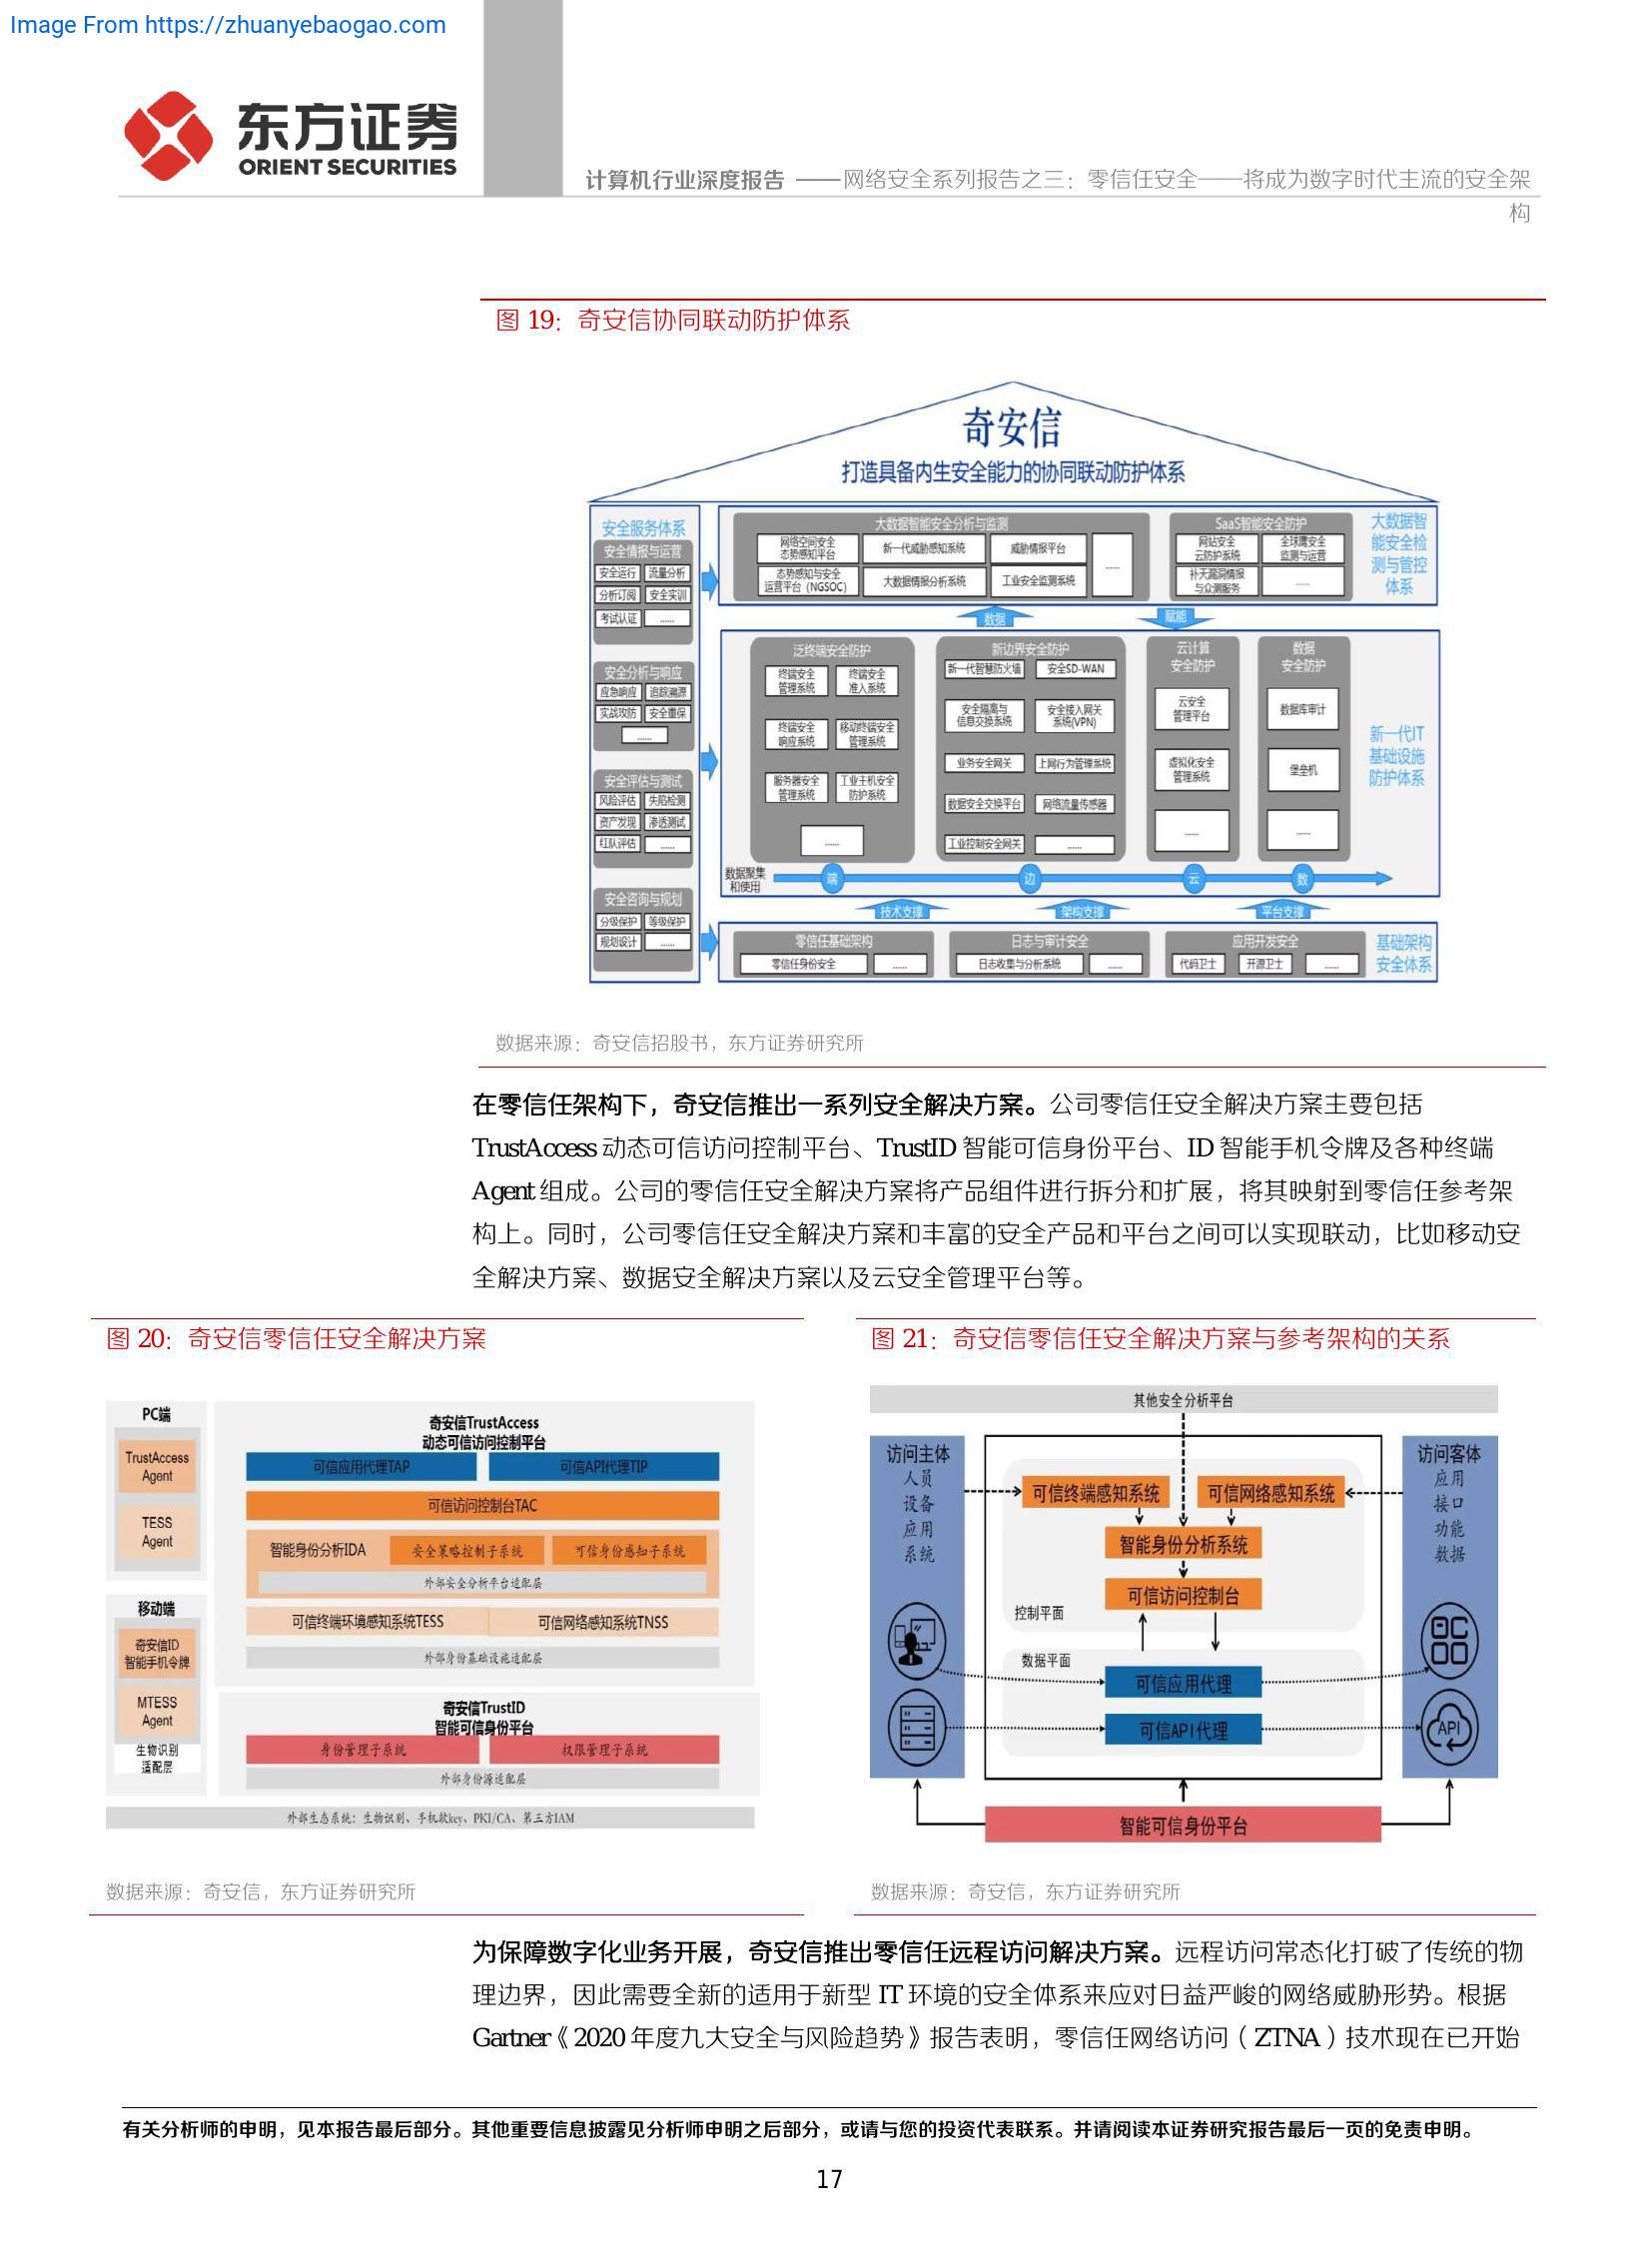 Image From https://zhuanyebaogao.com
东方证券
ORIENT SECURITIES
计算机行业深度报告 ——网络安全系列报告之三：零信任安全——将成为数字时代主流的安全架
构
图 19：奇安信协同联动防护体系
奇安信
打造具备内生安全能力的协同联动防护体系
安全服务体系
安全情报与运营
安全运行 流量分析
分析订阅 安全实训
考试认证 ......
安全分析与响应
应急响应 追踪溯源
实战攻防 安全重保
......
安全评估与测试
风险评估 失陷检测
资产发现 渗透测试
红队评估 ......
安全咨询与规划
分级保护 等级保护
规划设计 ......
大数据智能安全分析与监测
网络空间安全
态势感知平台
新一代威胁感知系统
威胁情报平台
态势感知与安全
运营平台（NGSOC）
大数据情报分析系统
工业安全监测系统
......
SaaS智能安全防护
网站安全
云防护系统
全球鹰安全
监测与运营
补天漏洞情报
与众测服务
......
大数据智
能安全检
测与管控
体系
数据
赋能
泛终端安全防护
终端安全
管理系统
终端安全
准入系统
终端安全
响应系统
移动终端安全
管理系统
服务器安全
管理系统
工业主机安全
防护系统
......
新边界安全防护
新一代智慧防火墙 安全SD-WAN
安全隔离与
信息交换系统
安全接入网关
系统(VPN)
业务安全网关 上网行为管理系统
数据安全交换平台 网络流量传感器
工业控制安全网关 ......
云计算
安全防护
云安全
管理平台
虚拟化安全
管理系统
......
数据
安全防护
数据库审计
堡垒机
......
新一代IT
基础设施
防护体系
数据聚集
和使用
端 边 云 数
技术支撑 架构支撑 平台支撑
零信任基础架构
零信任身份安全 ......
日志与审计安全
日志收集与分析系统 ......
应用开发安全
代码卫士 开源卫士 ......
基础架构
安全体系
数据来源：奇安信招股书，东方证券研究所
在零信任架构下，奇安信推出一系列安全解决方案。公司零信任安全解决方案主要包括
TrustAccess 动态可信访问控制平台、TrustID 智能可信身份平台、ID 智能手机令牌及各种终端
Agent 组成。公司的零信任安全解决方案将产品组件进行拆分和扩展，将其映射到零信任参考架
构上。同时，公司零信任安全解决方案和丰富的安全产品和平台之间可以实现联动，比如移动安
全解决方案、数据安全解决方案以及云安全管理平台等。
图 20：奇安信零信任安全解决方案
PC端
TrustAccess
Agent
TESS
Agent
移动端
奇安信ID
智能手机令牌
MTESS
Agent
生物识别
适配层
奇安信TrustAccess
动态可信访问控制平台
可信应用代理TAP 可信API代理TIP
可信访问控制台TAC
智能身份分析IDA 安全策略控制子系统 可信身份感知子系统
外部安全分析平台适配层
可信终端环境感知系统TESS 可信网络感知系统TNSS
外部身份基础设施适配层
奇安信TrustID
智能可信身份平台
身份管理子系统 权限管理子系统
外部身份源适配层
外部生态系统：生物识别、手机软key、PKI/CA、第三方IAM
数据来源：奇安信，东方证券研究所
图 21：奇安信零信任安全解决方案与参考架构的关系
其他安全分析平台
访问主体
人员
设备
应用
系统
可信终端感知系统 可信网络感知系统
智能身份分析系统
可信访问控制台
控制平面
数据平面
可信应用代理
可信API代理
访问客体
应用
接口
功能
数据
API
智能可信身份平台
数据来源：奇安信，东方证券研究所
为保障数字化业务开展，奇安信推出零信任远程访问解决方案。远程访问常态化打破了传统的物
理边界，因此需要全新的适用于新型 IT 环境的安全体系来应对日益严峻的网络威胁形势。根据
Gartner《2020 年度九大安全与风险趋势》报告表明，零信任网络访问（ZTNA）技术现在已开始
有关分析师的申明，见本报告最后部分。其他重要信息披露见分析师申明之后部分，或请与您的投资代表联系。并请阅读本证券研究报告最后一页的免责申明。
17